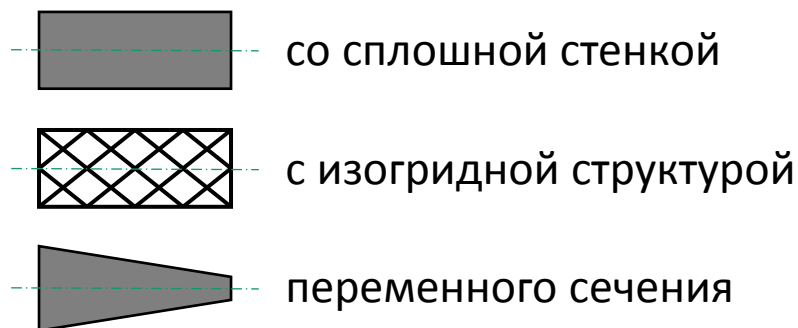 со сплошной стенкой
с изогридной структурой
переменного сечения